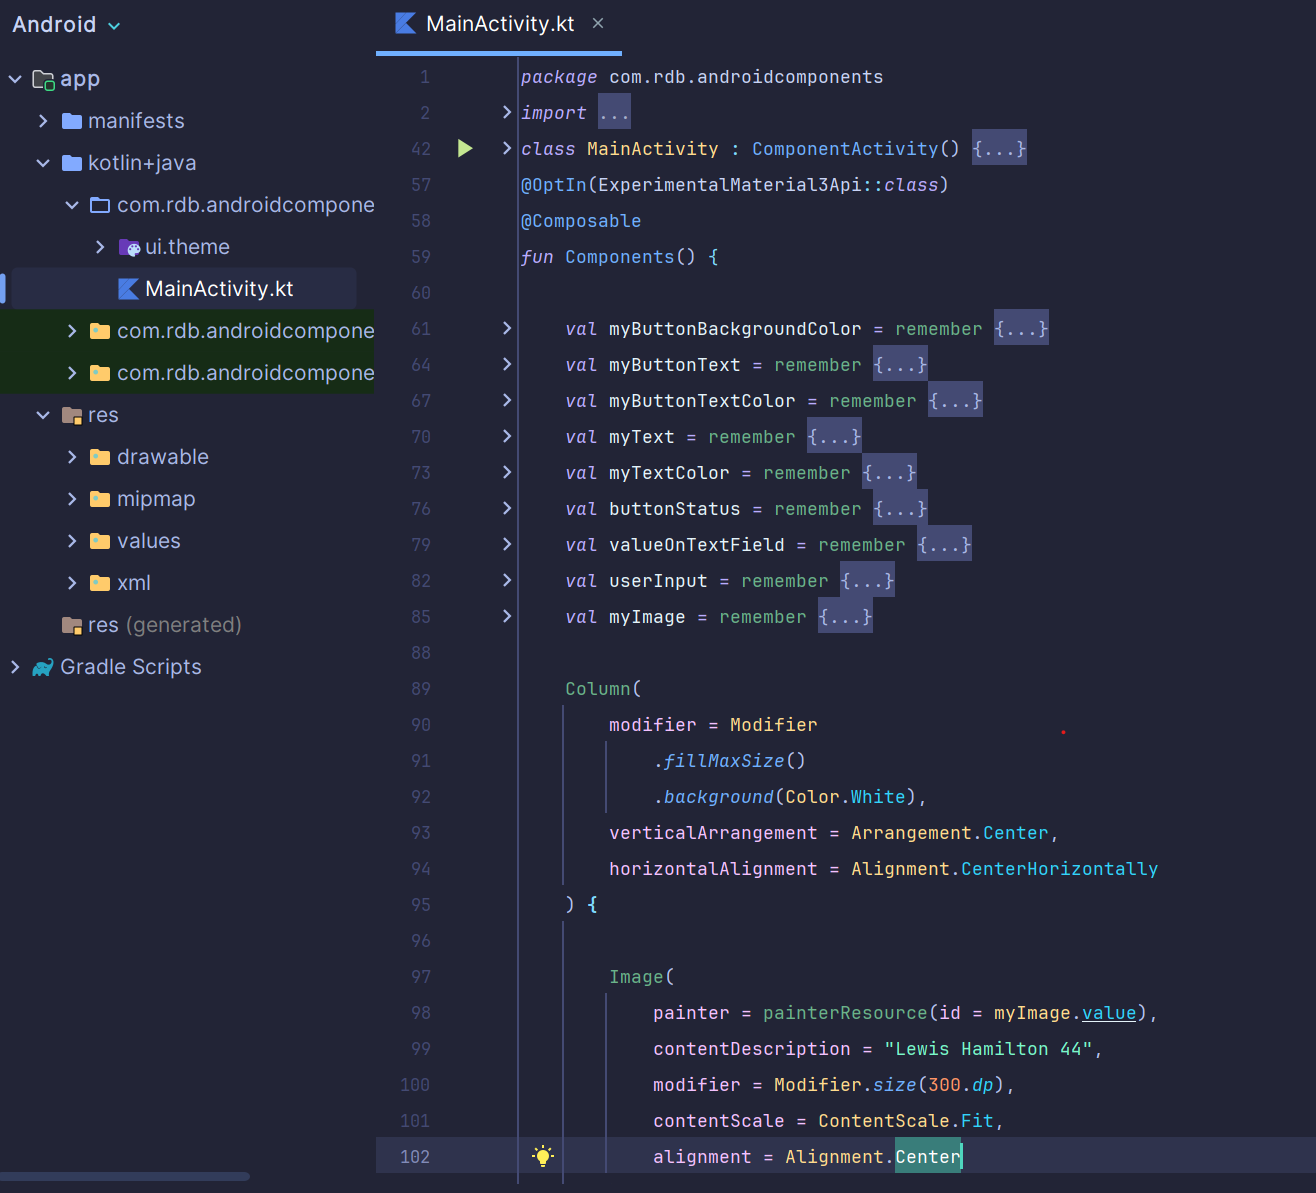 Android
app
manifests
kotlin+java
com.rdb.androidcompone
ui.theme
MainActivity.kt
com.rdb.androidcompone
com.rdb.androidcompone
res
drawable
mipmap
values
xml
res (generated)
Gradle Scripts
MainActivity.kt
1 package com.rdb.androidcomponents
2 import ...
42 class MainActivity : ComponentActivity() {...}
57 @OptIn(ExperimentalMaterial3Api::class)
58 @Composable
59 fun Components() {
60
61 val myButtonBackgroundColor = remember {...}
64 val myButtonText = remember {...}
67 val myButtonTextColor = remember {...}
70 val myText = remember {...}
73 val myTextColor = remember {...}
76 val buttonStatus = remember {...}
79 val valueOnTextField = remember {...}
82 val userInput = remember {...}
85 val myImage = remember {...}
88
89 Column(
90 modifier = Modifier
91 .fillMaxSize()
92 .background(Color.White),
93 verticalArrangement = Arrangement.Center,
94 horizontalAlignment = Alignment.CenterHorizontally
95 ) {
96
97 Image(
98 painter = painterResource(id = myImage.value),
99 contentDescription = "Lewis Hamilton 44",
100 modifier = Modifier.size(300.dp),
101 contentScale = ContentScale.Fit,
102 alignment = Alignment.Center